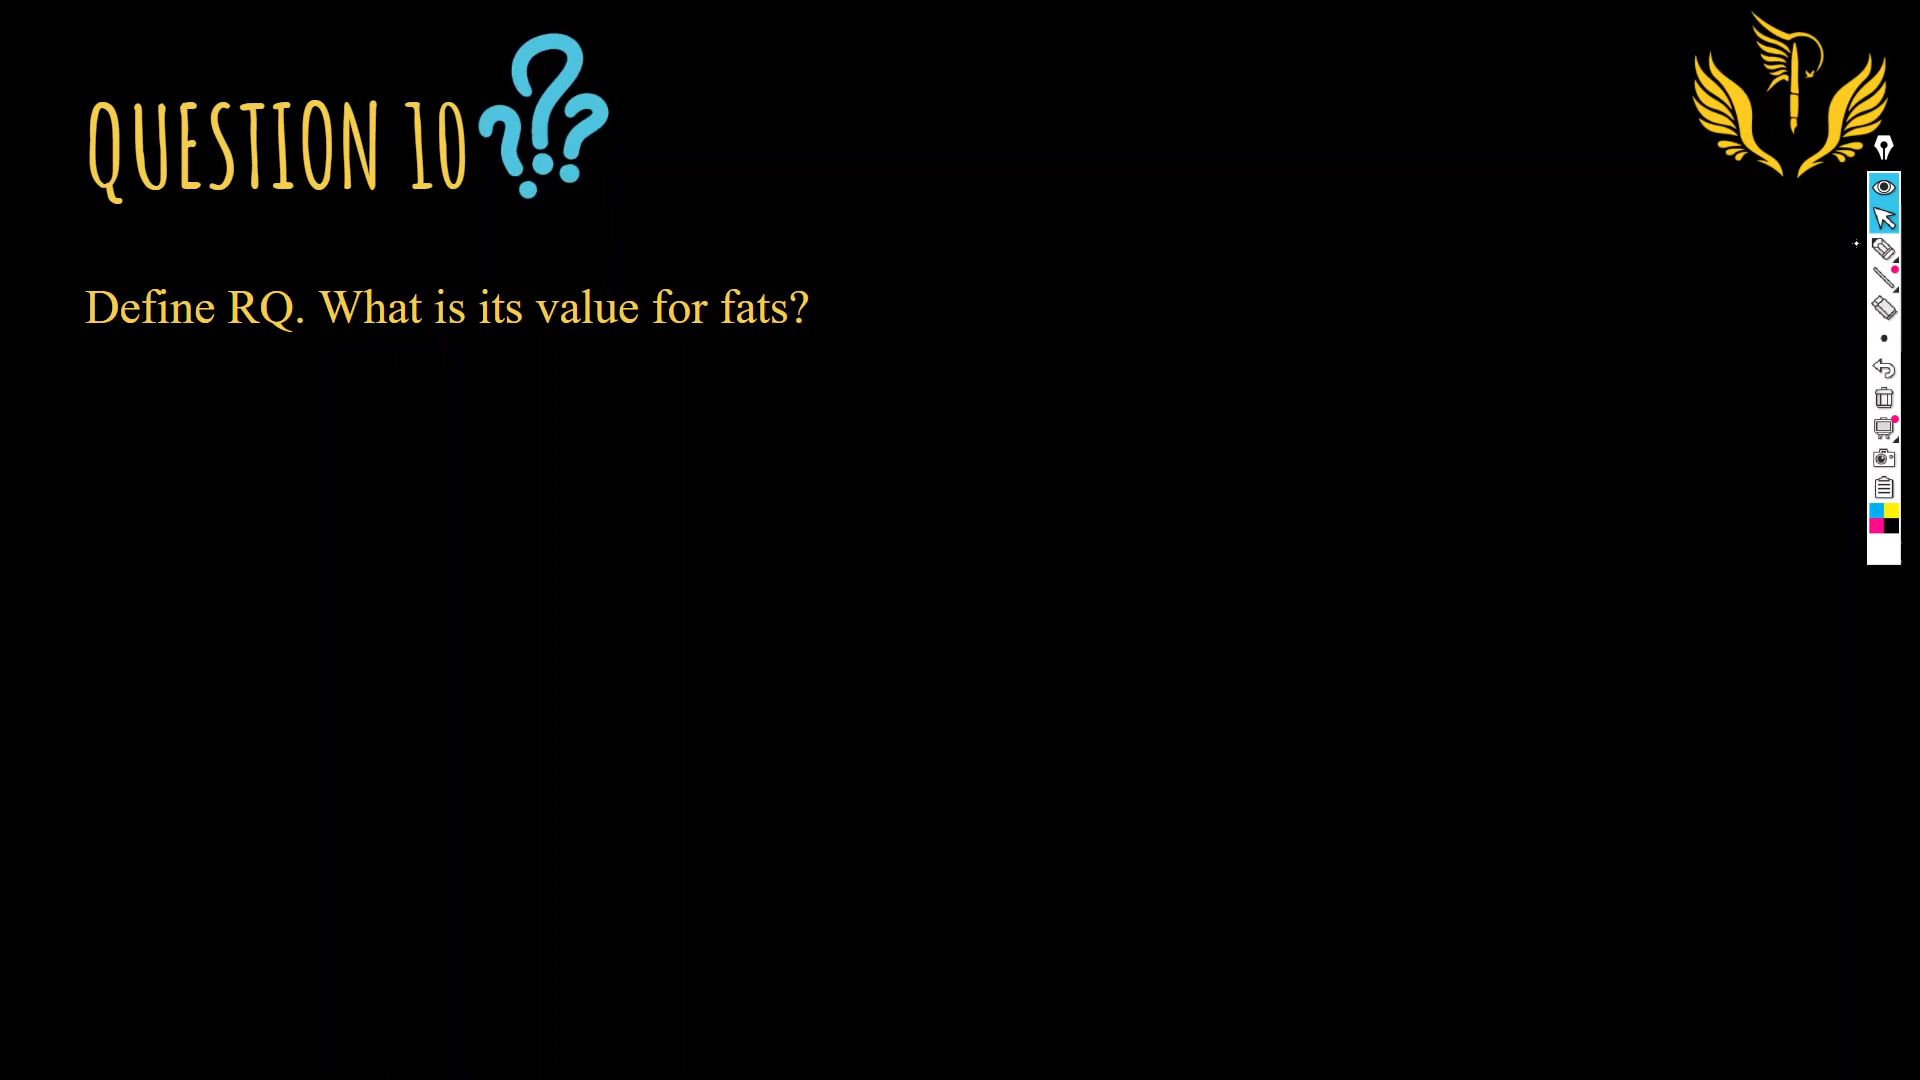 QUESTION 10
Define RQ. What is its value for fats?